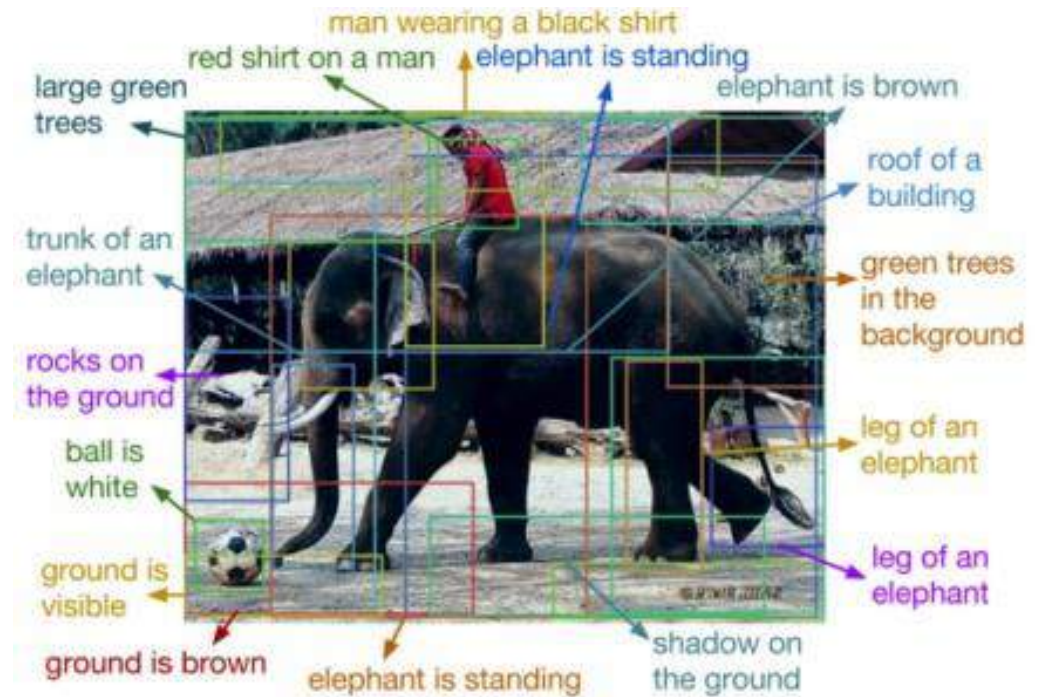 man wearing a black shirt
red shirt on a man
elephant is standing
large green
trees
elephant is brown
roof of a
building
trunk of an
elephant
green trees
in the
background
rocks on
the ground
leg of an
elephant
ball is
white
ground is
visible
leg of an
elephant
ground is brown
elephant is standing
shadow on
the ground